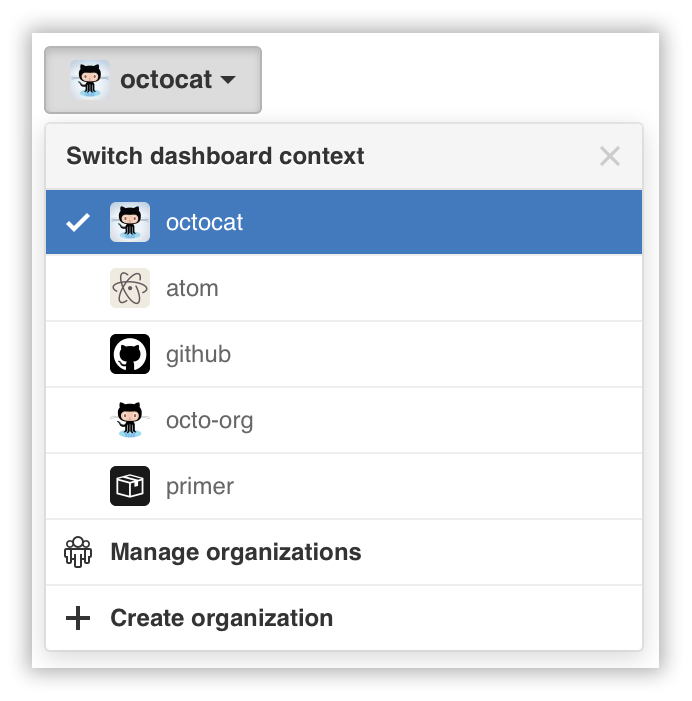 octocat
Switch dashboard context
octocat
atom
github
octo-org
primer
Manage organizations
Create organization